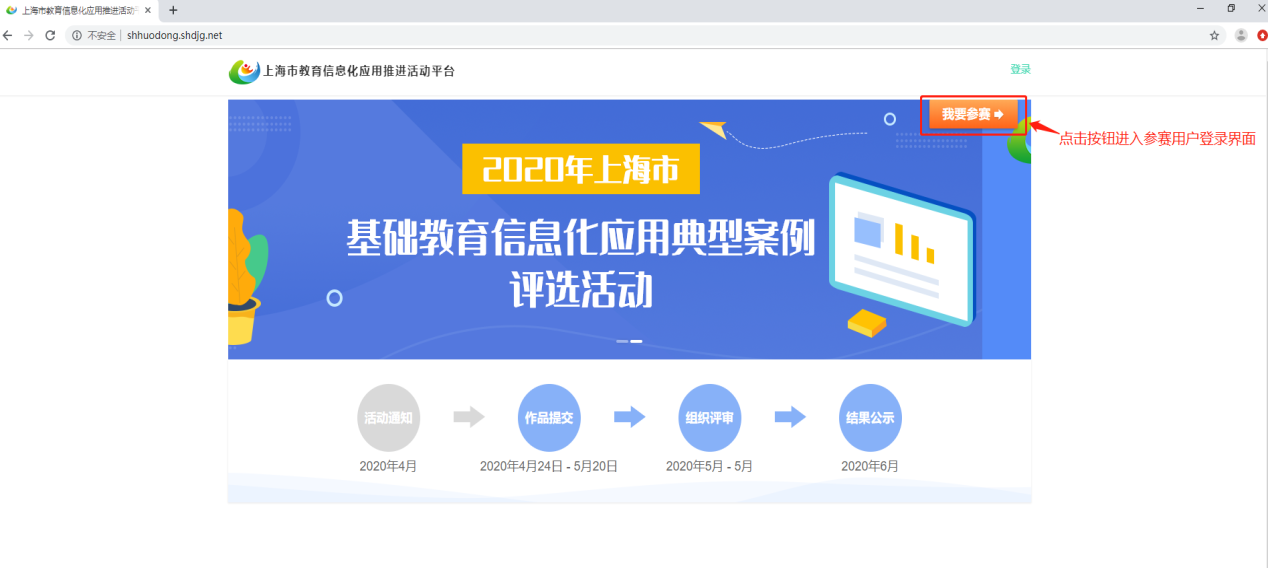 上海市教育信息化应用推进活动
不安全 | shhuodong.shdjg.net
上海市教育信息化应用推进活动平台
登录
我要参赛
点击按钮进入参赛用户登录界面
2020年上海市
基础教育信息化应用典型案例
评选活动
活动通知
作品提交
组织评审
结果公示
2020年4月
2020年4月24日 - 5月20日
2020年5月 - 5月
2020年6月